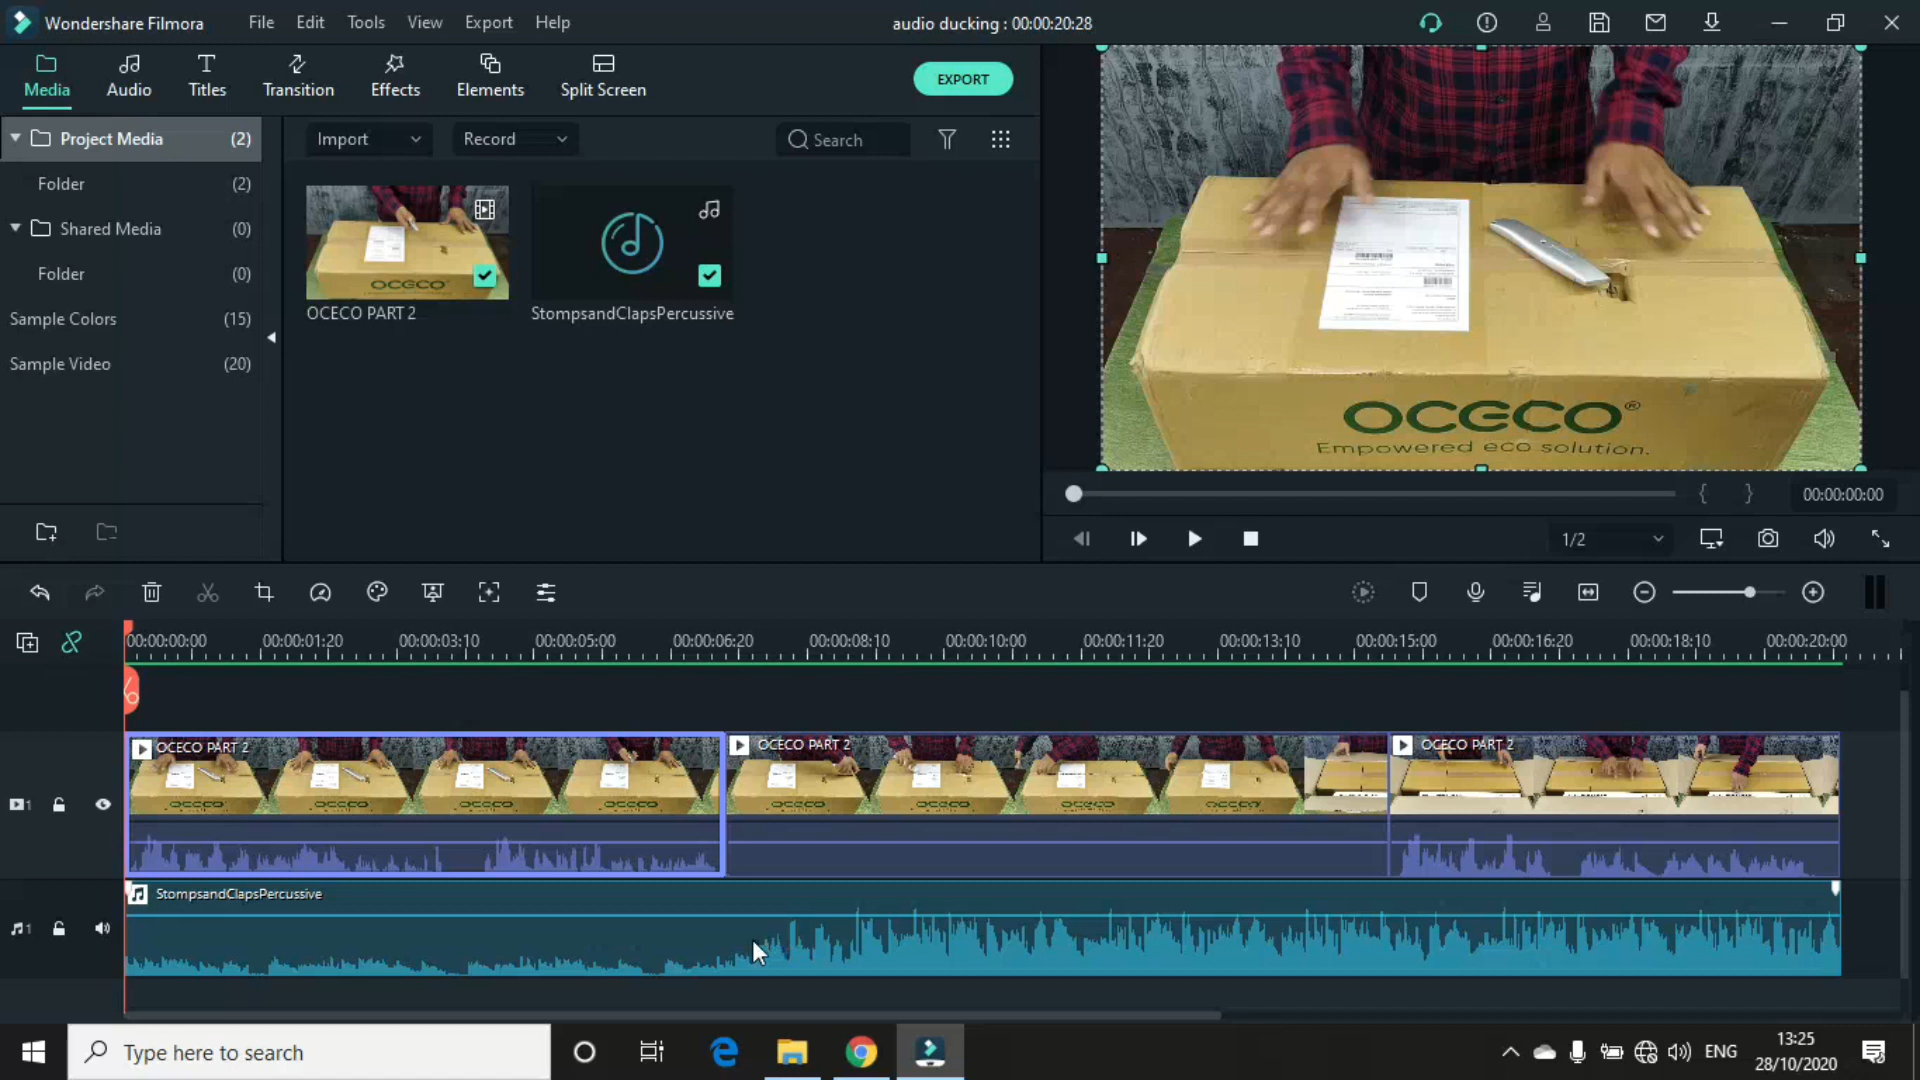 Wondershare Filmora
File Edit Tools View Export Help
audio ducking : 00:00:20:28
Media
Audio
Titles
Transition
Effects
Elements
Split Screen
EXPORT
Project Media (2)
Folder (2)
Shared Media (0)
Folder (0)
Sample Colors (15)
Sample Video (20)
Import
Record
Search
OCECO
OCECO PART 2
StompsandClapsPercussive
OCECO®
Empowered eco solution.
{ }
00:00:00:00
1/2
00:00:00:00 00:00:01:20 00:00:03:10 00:00:05:00 00:00:06:20 00:00:08:10 00:00:10:00 00:00:11:20 00:00:13:10 00:00:15:00 00:00:16:20 00:00:18:10 00:00:20:00
OCECO PART 2
OCECO PART 2
OCECO PART 2
1
StompsandClapsPercussive
1
Type here to search
ENG
13:25
28/10/2020